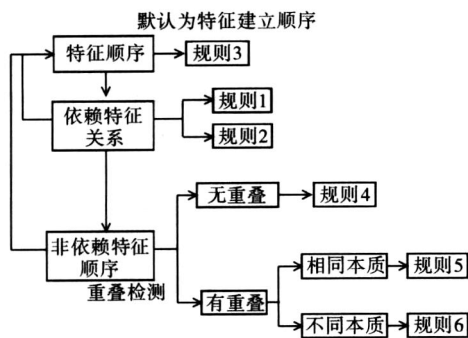 默认为特征建立顺序
特征顺序
规则3
依赖特征
关系
规则1
规则2
非依赖特征
顺序
重叠检测
无重叠
规则4
有重叠
相同本质
规则5
不同本质
规则6